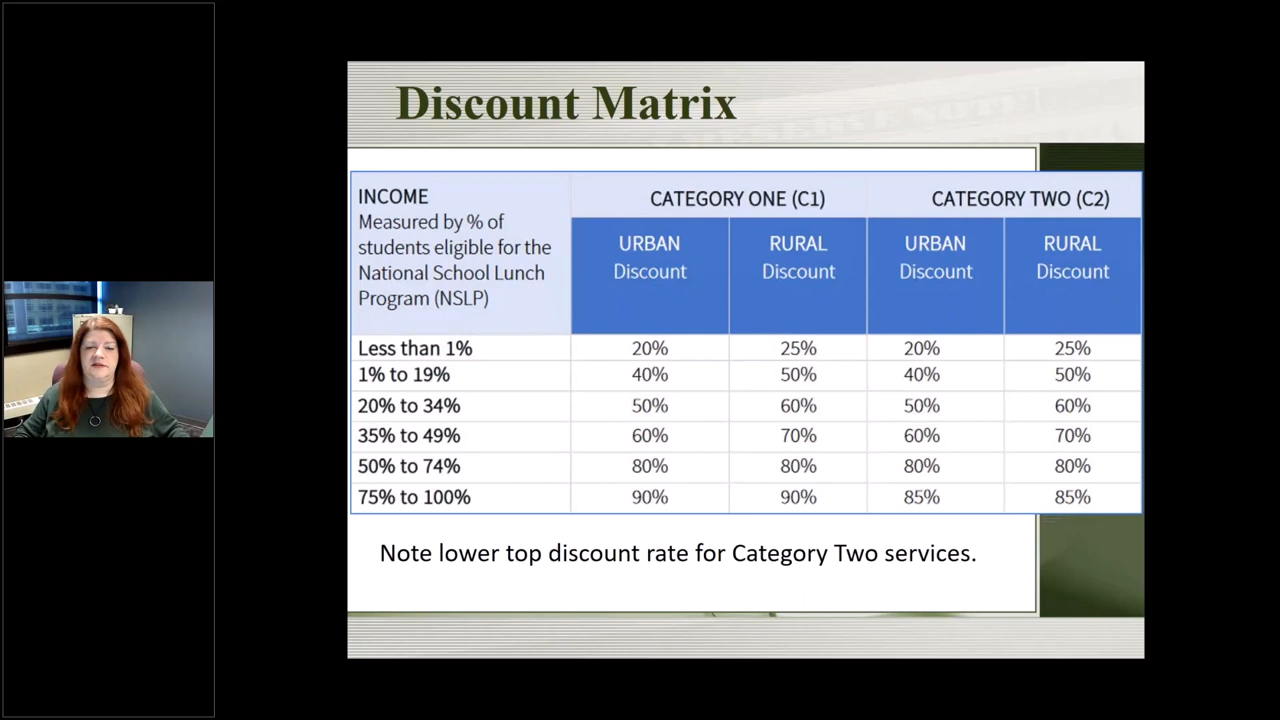 Discount Matrix
INCOME
Measured by % of
students eligible for the
National School Lunch
Program (NSLP)
CATEGORY ONE (C1)
CATEGORY TWO (C2)
URBAN
Discount
RURAL
Discount
URBAN
Discount
RURAL
Discount
Less than 1% 20% 25% 20% 25%
1% to 19% 40% 50% 40% 50%
20% to 34% 50% 60% 50% 60%
35% to 49% 60% 70% 60% 70%
50% to 74% 80% 80% 80% 80%
75% to 100% 90% 90% 85% 85%
Note lower top discount rate for Category Two services.